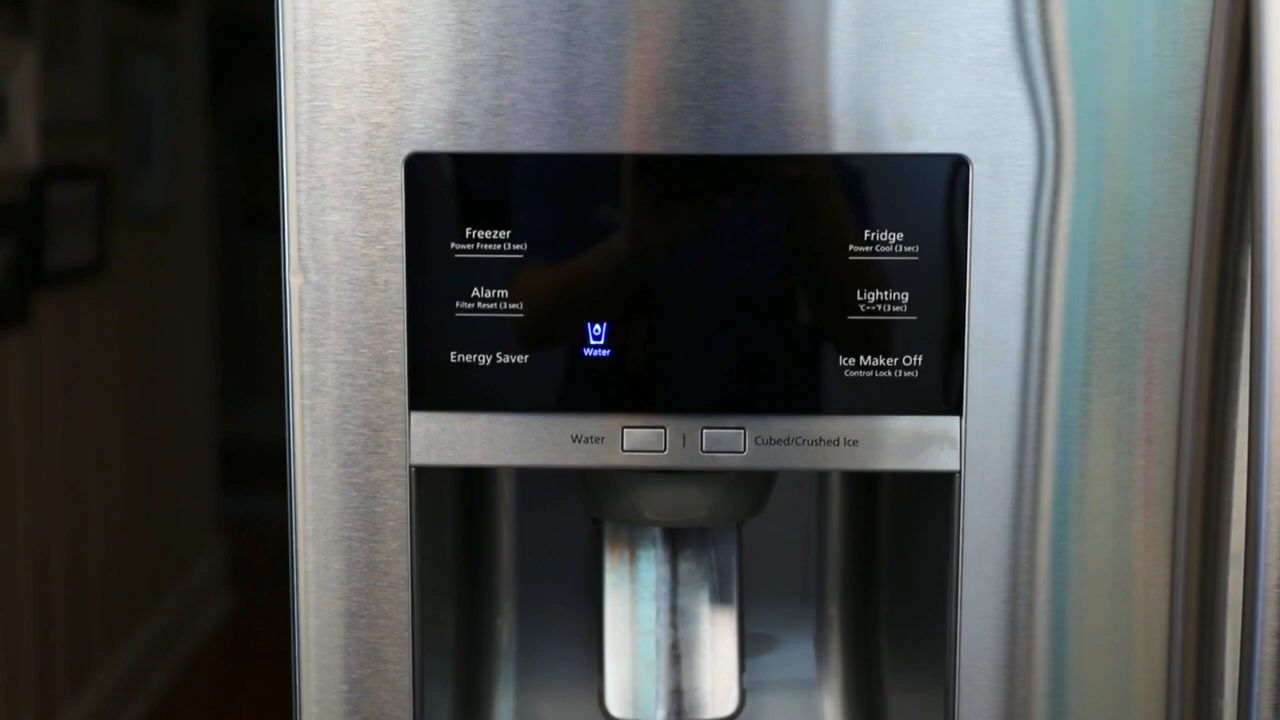 Freezer
Power Freeze (3 sec)
Alarm
Filter Reset (3 sec)
Energy Saver
Water
Fridge
Power Cool (3 sec)
Lighting
°C↔°F (3 sec)
Ice Maker Off
Control Lock (3 sec)
Water | Cubed/Crushed Ice